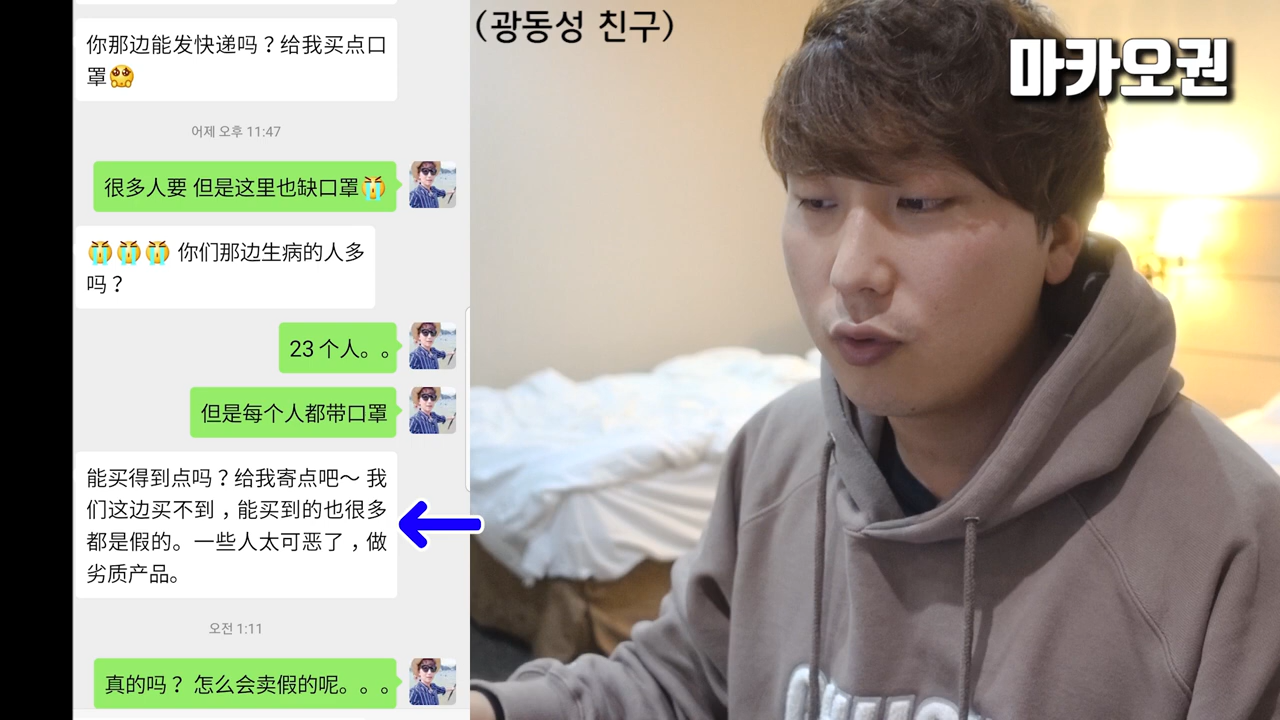 (광동성 친구)
마카오권
你那边能发快递吗？给我买点口
罩🥺
어제 오후 11:47
很多人要 但是这里也缺口罩😭
😭😭😭 你们那边生病的人多
吗？
23 个人。。
但是每个人都带口罩
能买得到点吗？给我寄点吧～ 我
们这边买不到，能买到的也很多
都是假的。一些人太可恶了，做
劣质产品。
오전 1:11
真的吗？ 怎么会卖假的呢。。。